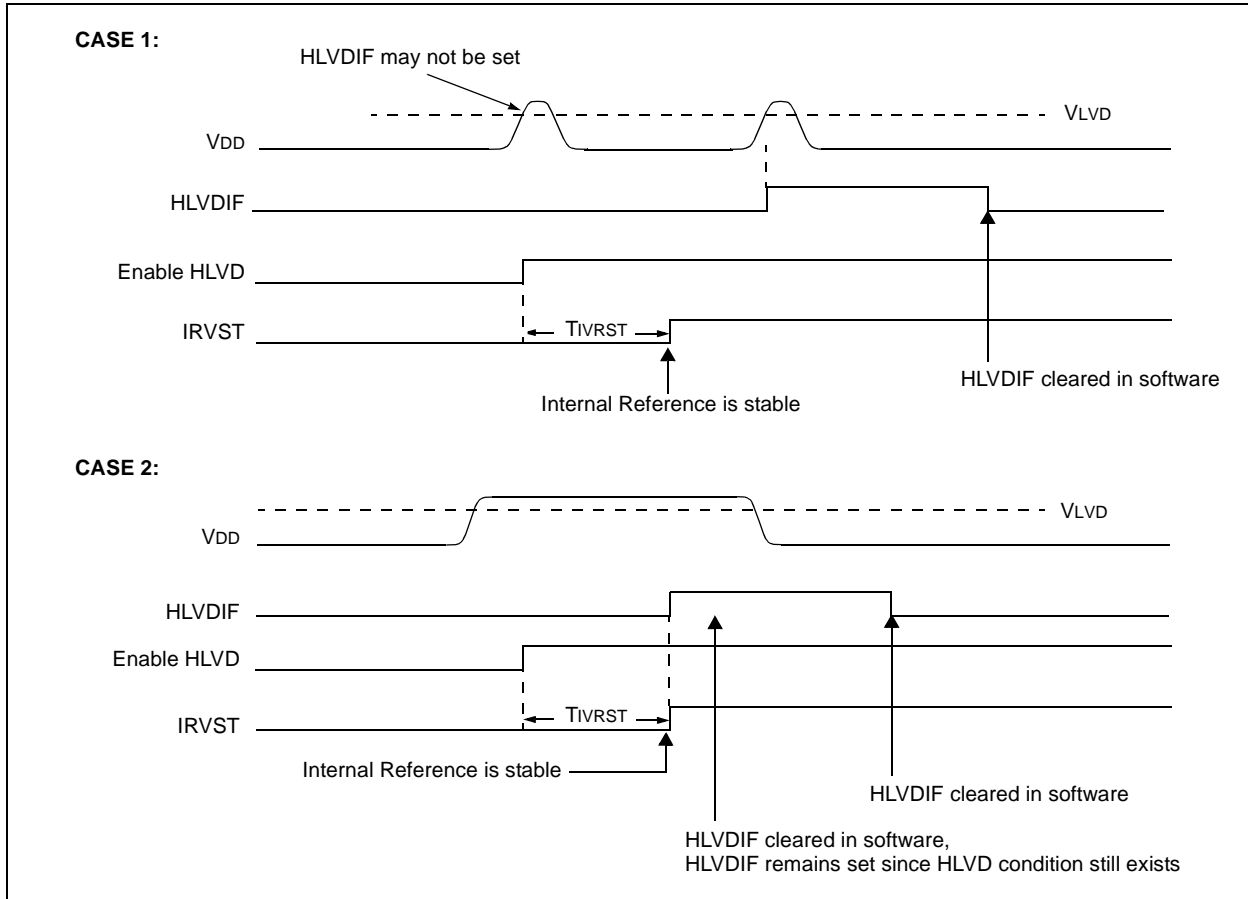 CASE 1:
HLVDIF may not be set
VLVD
VDD
HLVDIF
Enable HLVD
IRVST
TIVRST
HLVDIF cleared in software
Internal Reference is stable
CASE 2:
VLVD
VDD
HLVDIF
Enable HLVD
IRVST
TIVRST
Internal Reference is stable
HLVDIF cleared in software
HLVDIF cleared in software,
HLVDIF remains set since HLVD condition still exists